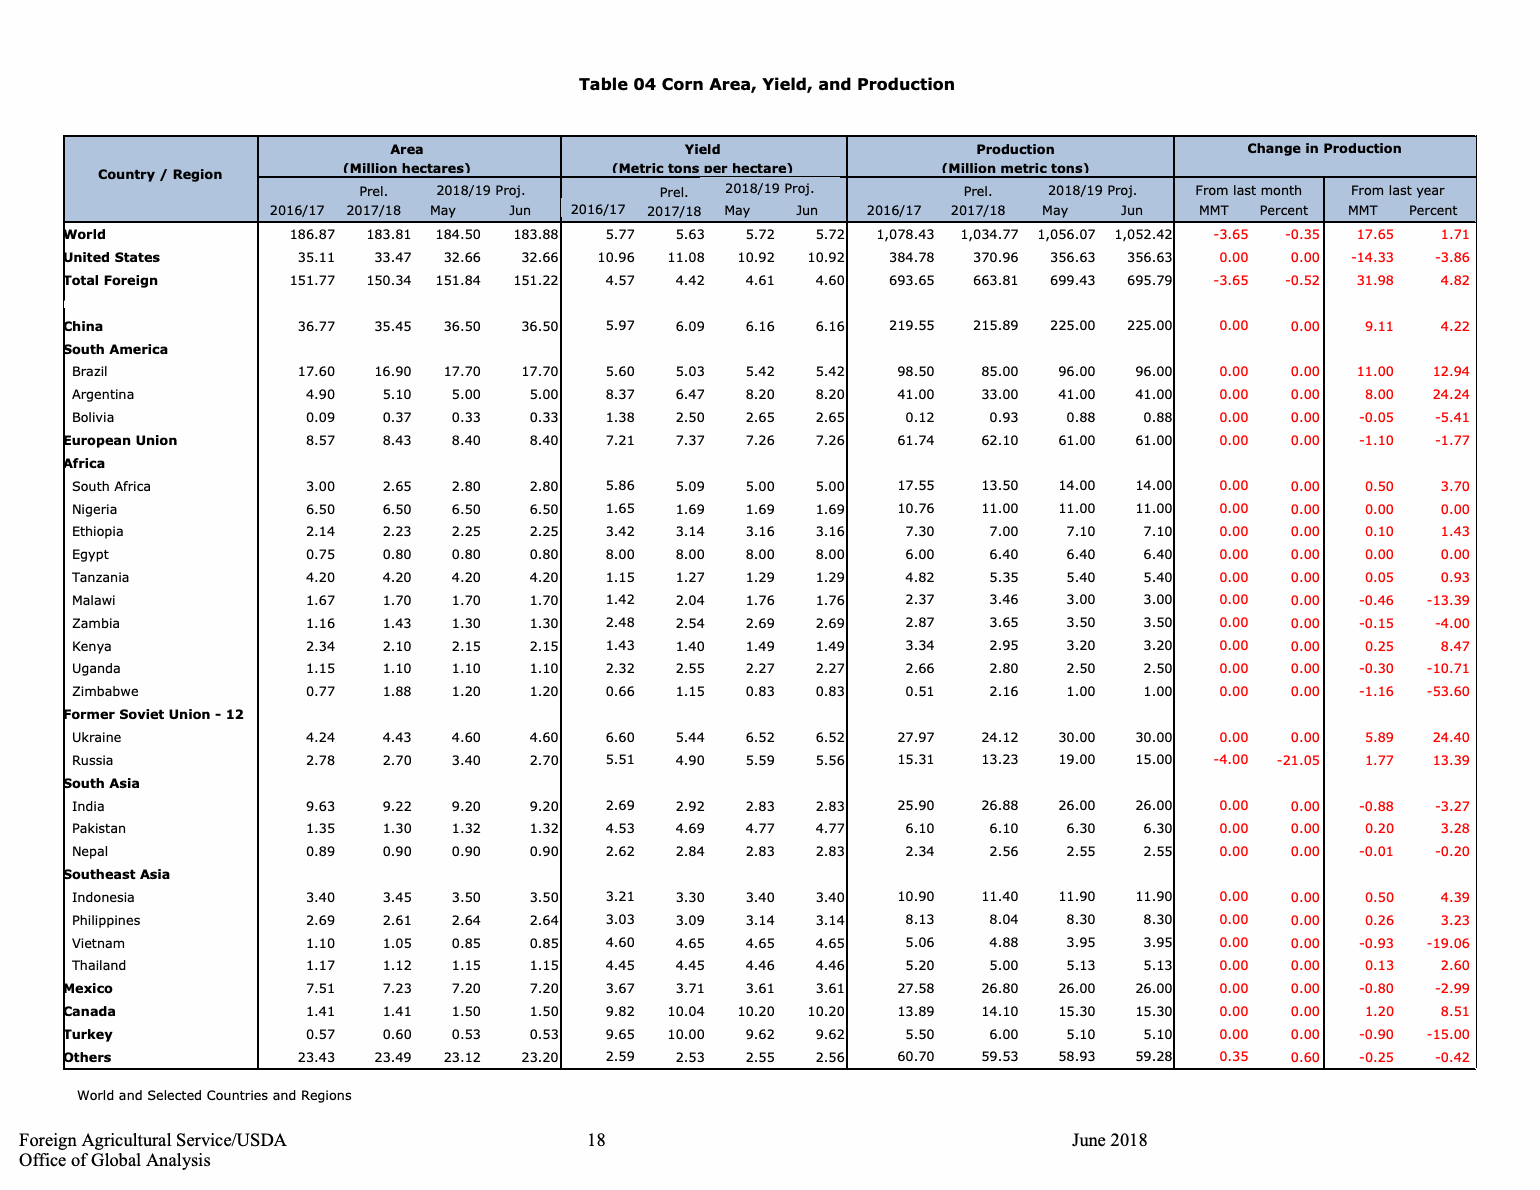 Table 04 Corn Area, Yield, and Production
Country / Region Area Yield Production Change in Production
(Million hectares) (Metric tons per hectare) (Million metric tons)
Prel. 2018/19 Proj. Prel. 2018/19 Proj. Prel. 2018/19 Proj. From last month From last year
2016/17 2017/18 May Jun 2016/17 2017/18 May Jun 2016/17 2017/18 May Jun MMT Percent MMT Percent
World 186.87 183.81 184.50 183.88 5.77 5.63 5.72 5.72 1,078.43 1,034.77 1,056.07 1,052.42 -3.65 -0.35 17.65 1.71
United States 35.11 33.47 32.66 32.66 10.96 11.08 10.92 10.92 384.78 370.96 356.63 356.63 0.00 0.00 -14.33 -3.86
Total Foreign 151.77 150.34 151.84 151.22 4.57 4.42 4.61 4.60 693.65 663.81 699.43 695.79 -3.65 -0.52 31.98 4.82
China 36.77 35.45 36.50 36.50 5.97 6.09 6.16 6.16 219.55 215.89 225.00 225.00 0.00 0.00 9.11 4.22
South America
Brazil 17.60 16.90 17.70 17.70 5.60 5.03 5.42 5.42 98.50 85.00 96.00 96.00 0.00 0.00 11.00 12.94
Argentina 4.90 5.10 5.00 5.00 8.37 6.47 8.20 8.20 41.00 33.00 41.00 41.00 0.00 0.00 8.00 24.24
Bolivia 0.09 0.37 0.33 0.33 1.38 2.50 2.65 2.65 0.12 0.93 0.88 0.88 0.00 0.00 -0.05 -5.41
European Union 8.57 8.43 8.40 8.40 7.21 7.37 7.26 7.26 61.74 62.10 61.00 61.00 0.00 0.00 -1.10 -1.77
Africa
South Africa 3.00 2.65 2.80 2.80 5.86 5.09 5.00 5.00 17.55 13.50 14.00 14.00 0.00 0.00 0.50 3.70
Nigeria 6.50 6.50 6.50 6.50 1.65 1.69 1.69 1.69 10.76 11.00 11.00 11.00 0.00 0.00 0.00 0.00
Ethiopia 2.14 2.23 2.25 2.25 3.42 3.14 3.16 3.16 7.30 7.00 7.10 7.10 0.00 0.00 0.10 1.43
Egypt 0.75 0.80 0.80 0.80 8.00 8.00 8.00 8.00 6.00 6.40 6.40 6.40 0.00 0.00 0.00 0.00
Tanzania 4.20 4.20 4.20 4.20 1.15 1.27 1.29 1.29 4.82 5.35 5.40 5.40 0.00 0.00 0.05 0.93
Malawi 1.67 1.70 1.70 1.70 1.42 2.04 1.76 1.76 2.37 3.46 3.00 3.00 0.00 0.00 -0.46 -13.39
Zambia 1.16 1.43 1.30 1.30 2.48 2.54 2.69 2.69 2.87 3.65 3.50 3.50 0.00 0.00 -0.15 -4.00
Kenya 2.34 2.10 2.15 2.15 1.43 1.40 1.49 1.49 3.34 2.95 3.20 3.20 0.00 0.00 0.25 8.47
Uganda 1.15 1.10 1.10 1.10 2.32 2.55 2.27 2.27 2.66 2.80 2.50 2.50 0.00 0.00 -0.30 -10.71
Zimbabwe 0.77 1.88 1.20 1.20 0.66 1.15 0.83 0.83 0.51 2.16 1.00 1.00 0.00 0.00 -1.16 -53.60
Former Soviet Union - 12
Ukraine 4.24 4.43 4.60 4.60 6.60 5.44 6.52 6.52 27.97 24.12 30.00 30.00 0.00 0.00 5.89 24.40
Russia 2.78 2.70 3.40 2.70 5.51 4.90 5.59 5.56 15.31 13.23 19.00 15.00 -4.00 -21.05 1.77 13.39
South Asia
India 9.63 9.22 9.20 9.20 2.69 2.92 2.83 2.83 25.90 26.88 26.00 26.00 0.00 0.00 -0.88 -3.27
Pakistan 1.35 1.30 1.32 1.32 4.53 4.69 4.77 4.77 6.10 6.10 6.30 6.30 0.00 0.00 0.20 3.28
Nepal 0.89 0.90 0.90 0.90 2.62 2.84 2.83 2.83 2.34 2.56 2.55 2.55 0.00 0.00 -0.01 -0.20
Southeast Asia
Indonesia 3.40 3.45 3.50 3.50 3.21 3.30 3.40 3.40 10.90 11.40 11.90 11.90 0.00 0.00 0.50 4.39
Philippines 2.69 2.61 2.64 2.64 3.03 3.09 3.14 3.14 8.13 8.04 8.30 8.30 0.00 0.00 0.26 3.23
Vietnam 1.10 1.05 0.85 0.85 4.60 4.65 4.65 4.65 5.06 4.88 3.95 3.95 0.00 0.00 -0.93 -19.06
Thailand 1.17 1.12 1.15 1.15 4.45 4.45 4.46 4.46 5.20 5.00 5.13 5.13 0.00 0.00 0.13 2.60
Mexico 7.51 7.23 7.20 7.20 3.67 3.71 3.61 3.61 27.58 26.80 26.00 26.00 0.00 0.00 -0.80 -2.99
Canada 1.41 1.41 1.50 1.50 9.82 10.04 10.20 10.20 13.89 14.10 15.30 15.30 0.00 0.00 1.20 8.51
Turkey 0.57 0.60 0.53 0.53 9.65 10.00 9.62 9.62 5.50 6.00 5.10 5.10 0.00 0.00 -0.90 -15.00
Others 23.43 23.49 23.12 23.20 2.59 2.53 2.55 2.56 60.70 59.53 58.93 59.28 0.35 0.60 -0.25 -0.42
World and Selected Countries and Regions
Foreign Agricultural Service/USDA 18 June 2018
Office of Global Analysis